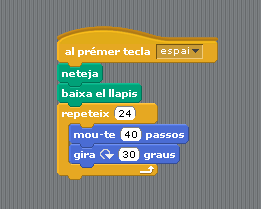 al prémer tecla espai
neteja
baixa el llapis
repeteix 24
mou-te 40 passos
gira 30 graus